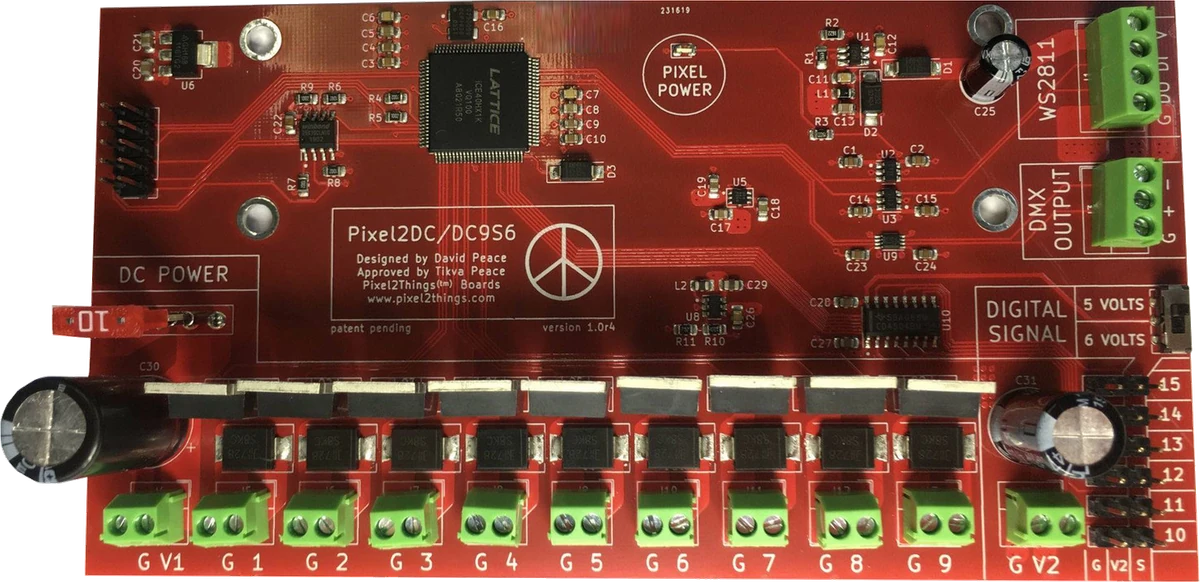 231619
C21
C20
U6
C6
C5
C4
C3
C16
LATTICE
iCE40HX1K
VQ100
R9 R6
R4
R5
C22
R7
R8
C7
C8
C9
C10
D3
PIXEL
POWER
R2
R1
U1
C12
C11
L1
C13
D1
D2
R3
C25
WS2811
G DO DI V
C1
U2
C2
C19
U5
C18
C17
C14
U3
C15
U9
C23
C24
DMX
OUTPUT
G + -
Pixel2DC/DC9S6
Designed by David Peace
Approved by Tikva Peace
Pixel2Things(tm) Boards
www.pixel2things.com
patent pending
version 1.0r4
DC POWER
10
L2
C29
U8
C26
R11 R10
C28
C27
U10
DIGITAL
SIGNAL
5 VOLTS
6 VOLTS
C30
C31
+
15
14
13
12
11
10
G V1 G 1 G 2 G 3 G 4 G 5 G 6 G 7 G 8 G 9 G V2
G V2 S